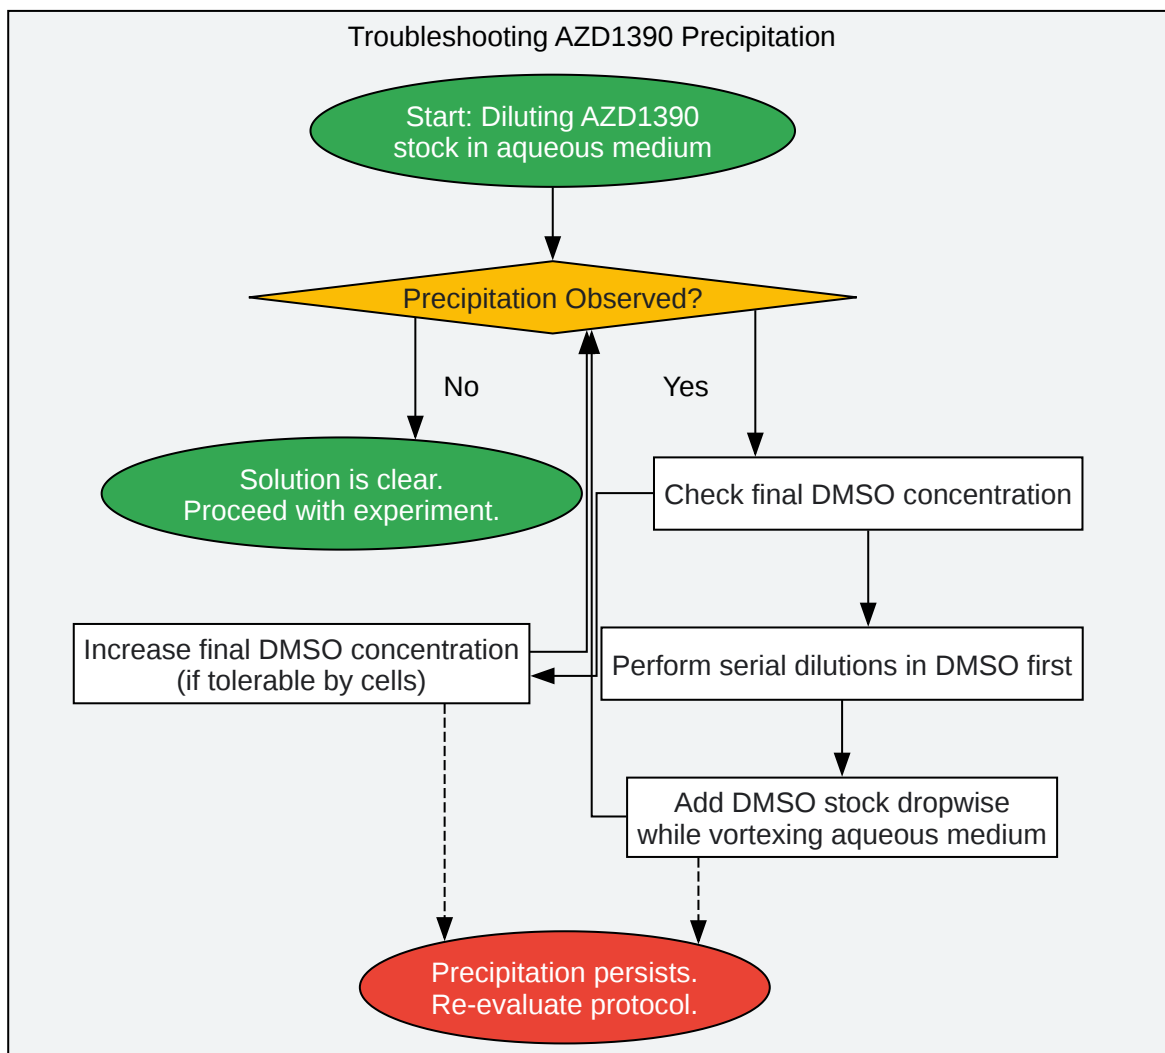 Troubleshooting AZD1390 Precipitation
Start: Diluting AZD1390
stock in aqueous medium
Precipitation Observed?
No
Yes
Solution is clear.
Proceed with experiment.
Check final DMSO concentration
Increase final DMSO concentration
(if tolerable by cells)
Perform serial dilutions in DMSO first
Add DMSO stock dropwise
while vortexing aqueous medium
Precipitation persists.
Re-evaluate protocol.